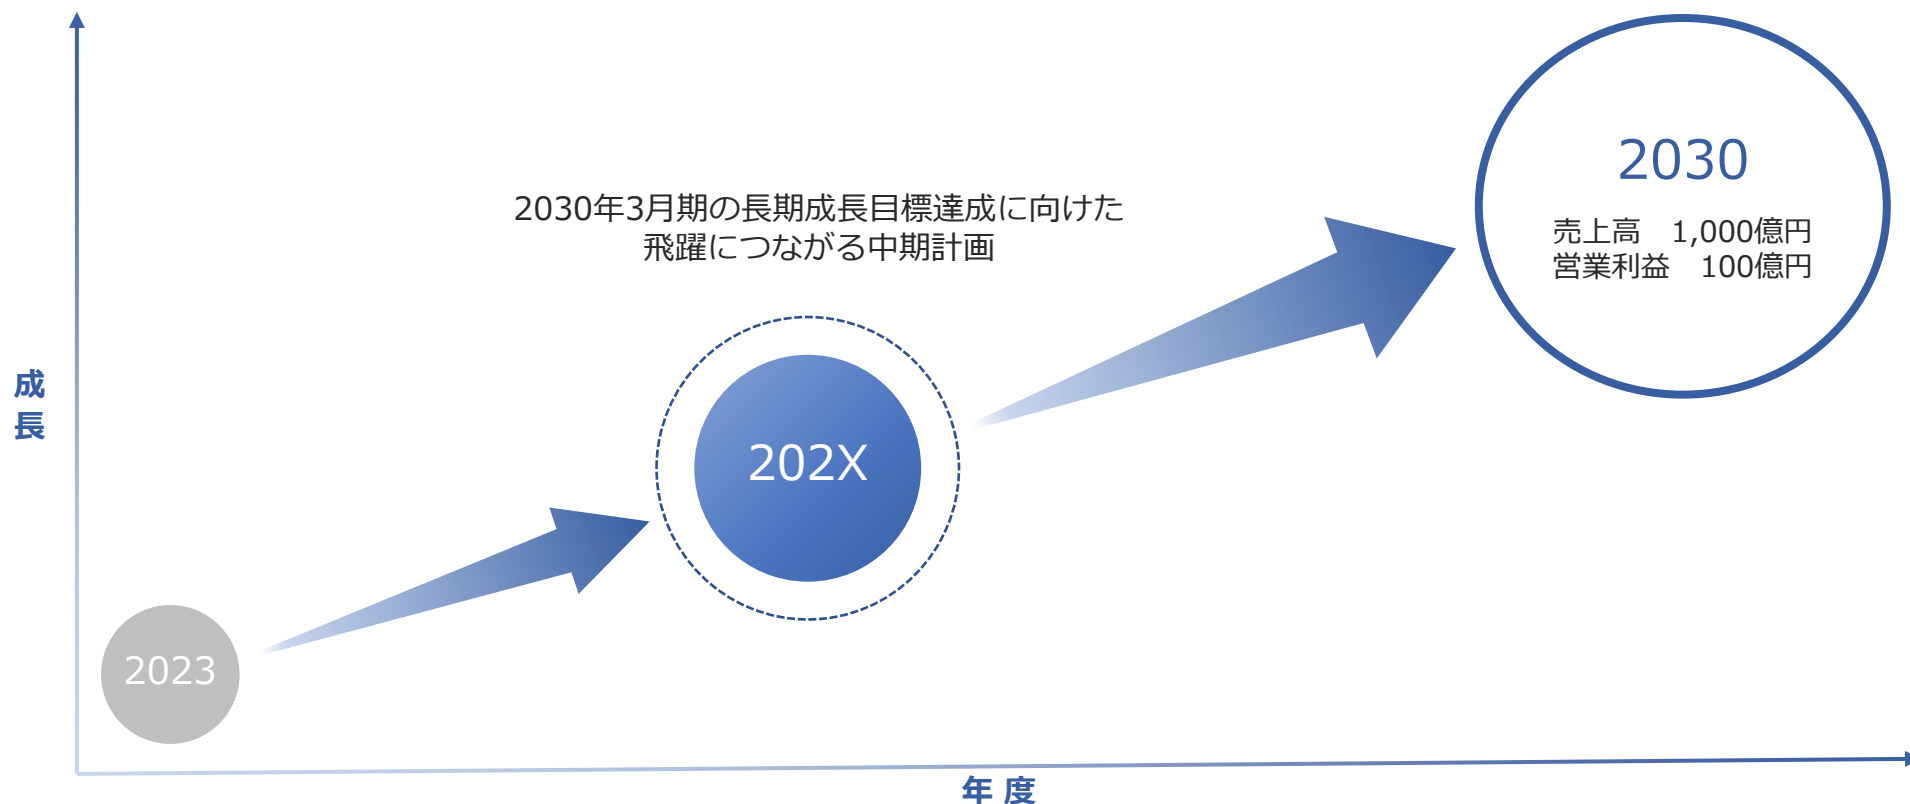 2030
売上高　1,000億円
営業利益　100億円
2030年3月期の長期成長目標達成に向けた
飛躍につながる中期計画
成長
202X
2023
年 度